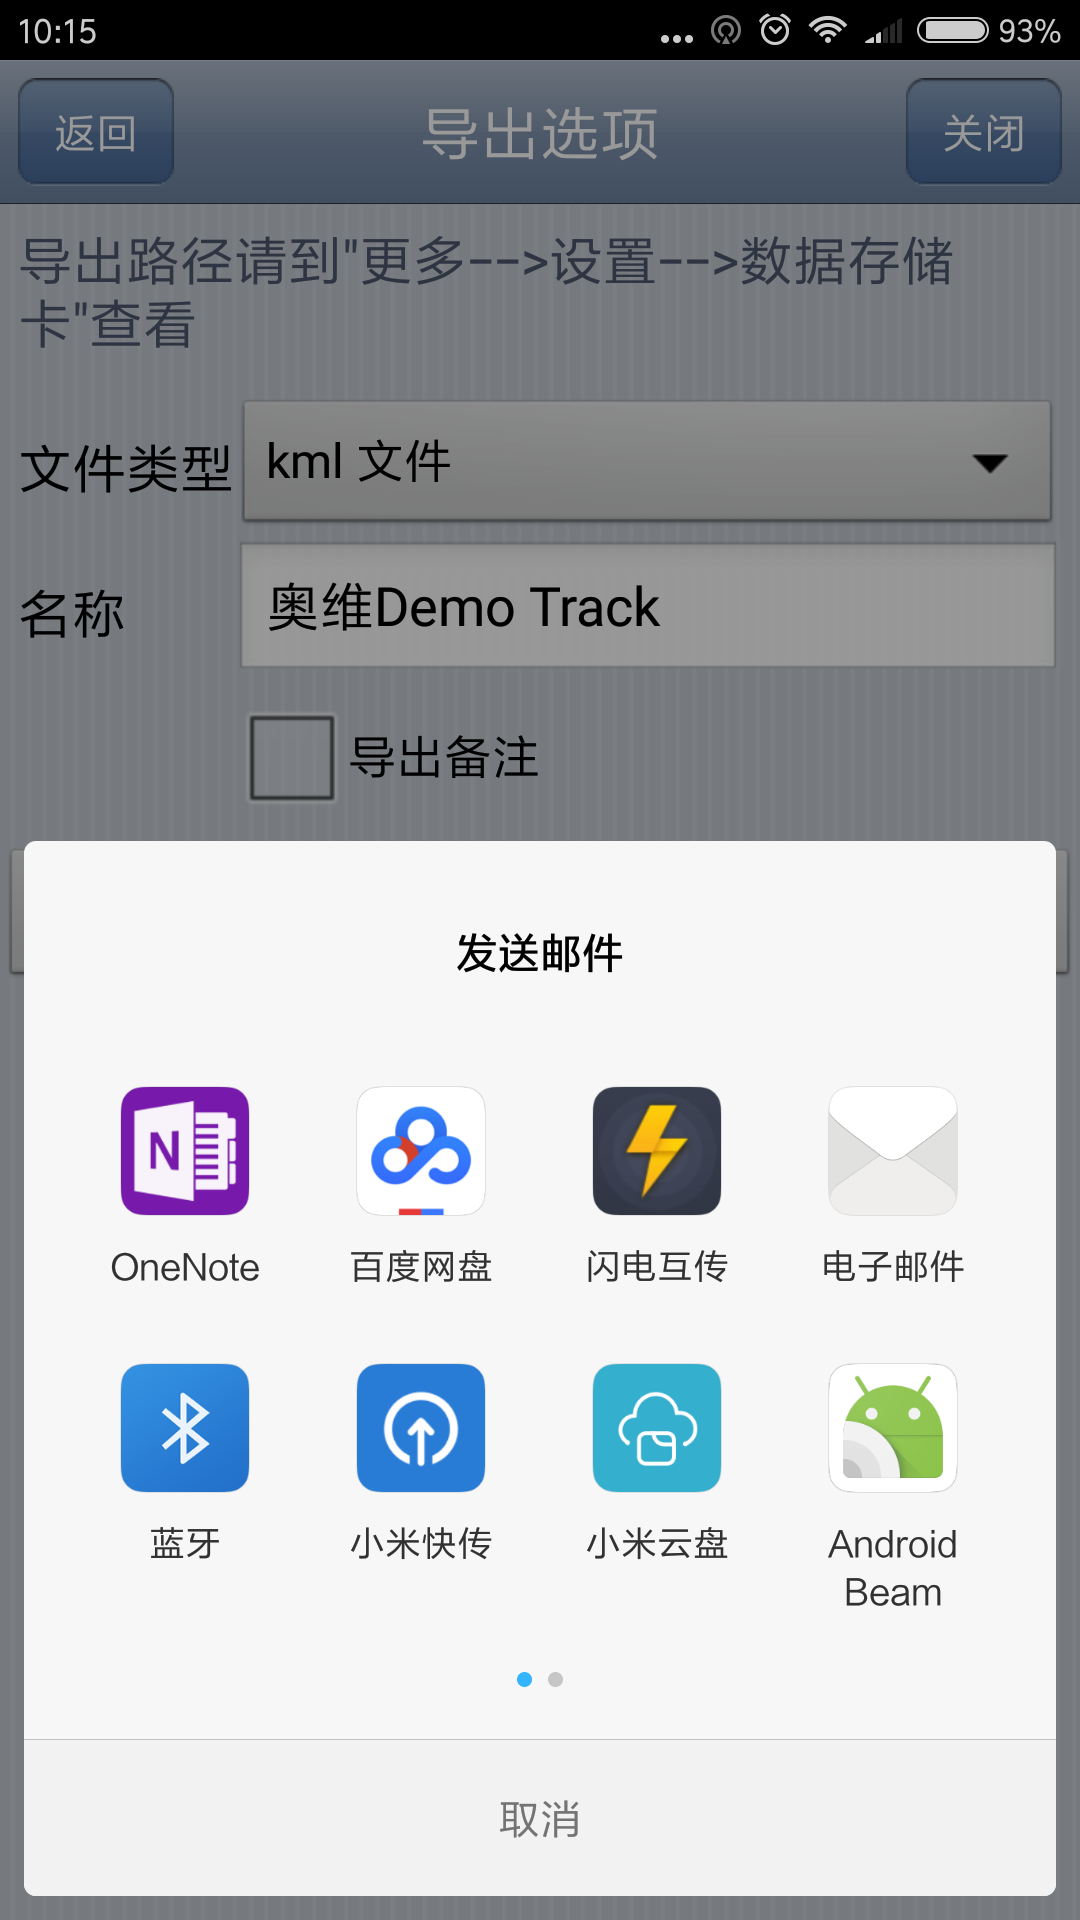 10:15
93%
返回
导出选项
关闭
导出路径请到"更多-->设置-->数据存储
卡"查看
文件类型
kml 文件
名称
奥维Demo Track
导出备注
发送邮件
OneNote
百度网盘
闪电互传
电子邮件
蓝牙
小米快传
小米云盘
Android
Beam
取消